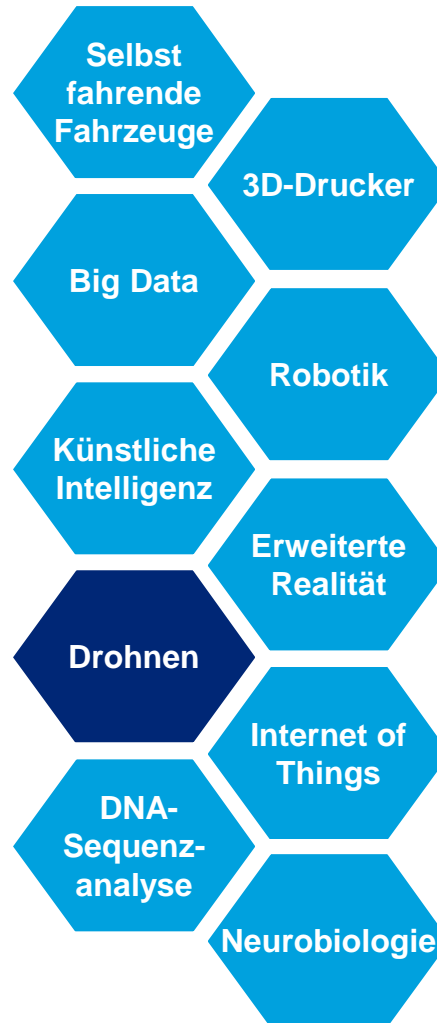 Selbst
fahrende
Fahrzeuge
3D-Drucker
Big Data
Robotik
Künstliche
Intelligenz
Erweiterte
Realität
Drohnen
Internet of
Things
DNA-
Sequenz-
analyse
Neurobiologie